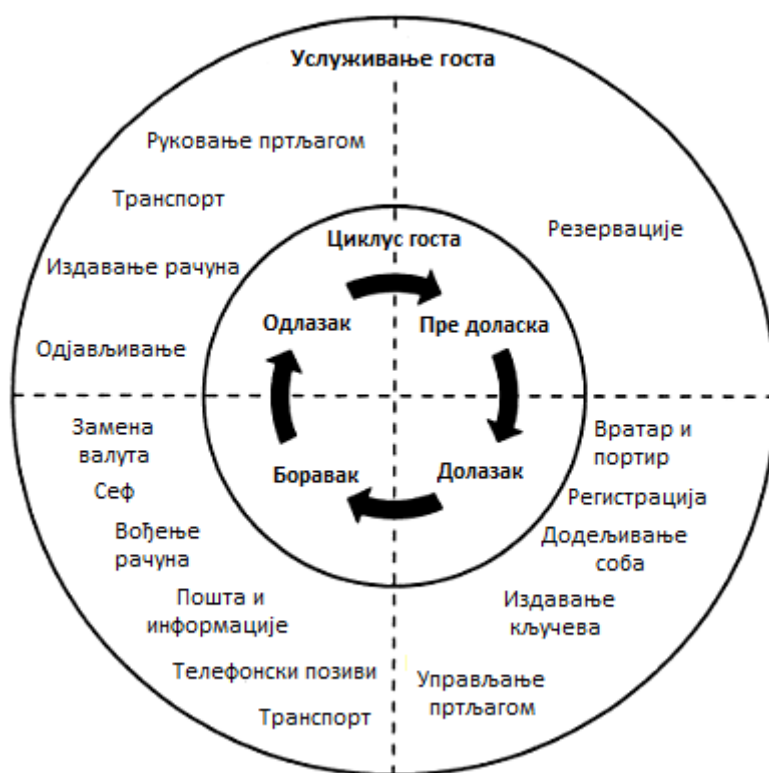 Услуживање госта
Руковање пртљагом
Транспорт
Издавање рачуна
Одјављивање
Резервације
Циклус госта
Одлазак
Пре доласка
Боравак
Долазак
Замена
валута
Сеф
Вођење
рачуна
Пошта и
информације
Телефонски позиви
Транспорт
Вратар и
портир
Регистрација
Додељивање
соба
Издавање
кључева
Управљање
пртљагом